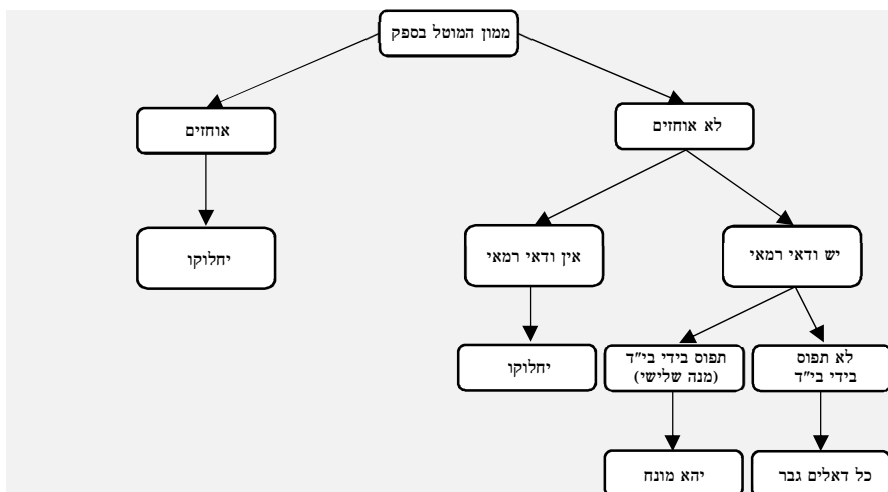 ממון המוטל בספק
לא אוחזים
אוחזים
יש ודאי רמאי
אין ודאי רמאי
יחלוקו
לא תפוס
בידי בי"ד
תפוס בידי בי"ד
(מנה שלישי)
יחלוקו
כל דאלים גבר
יהא מונח